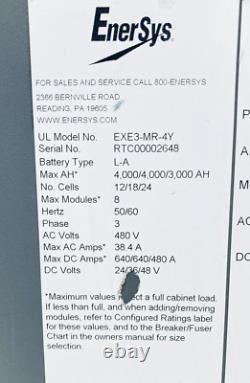 EnerSys
FOR SALES AND SERVICE CALL 800-ENERSYS
2366 BERNVILLE ROAD
READING, PA 19605
WWW.ENERSYS.COM
UL Model No. EXE3-MR-4Y
Serial No. RTC00002648
Battery Type L-A
Max AH* 4,000/4,000/3,000 AH
No. Cells 12/18/24
Max Modules* 8
Hertz 50/60
Phase 3
AC Volts 480 V
Max AC Amps* 38.4 A
Max DC Amps* 640/640/480 A
DC Volts 24/36/48 V
*Maximum values reflect a full cabinet load.
If less than full, and when adding/removing
modules, refer to Configured Ratings label
for these values, and to the Breaker/Fuser
Chart in the owners manual for size
selection.
P
AC
DC
© 111bt.com